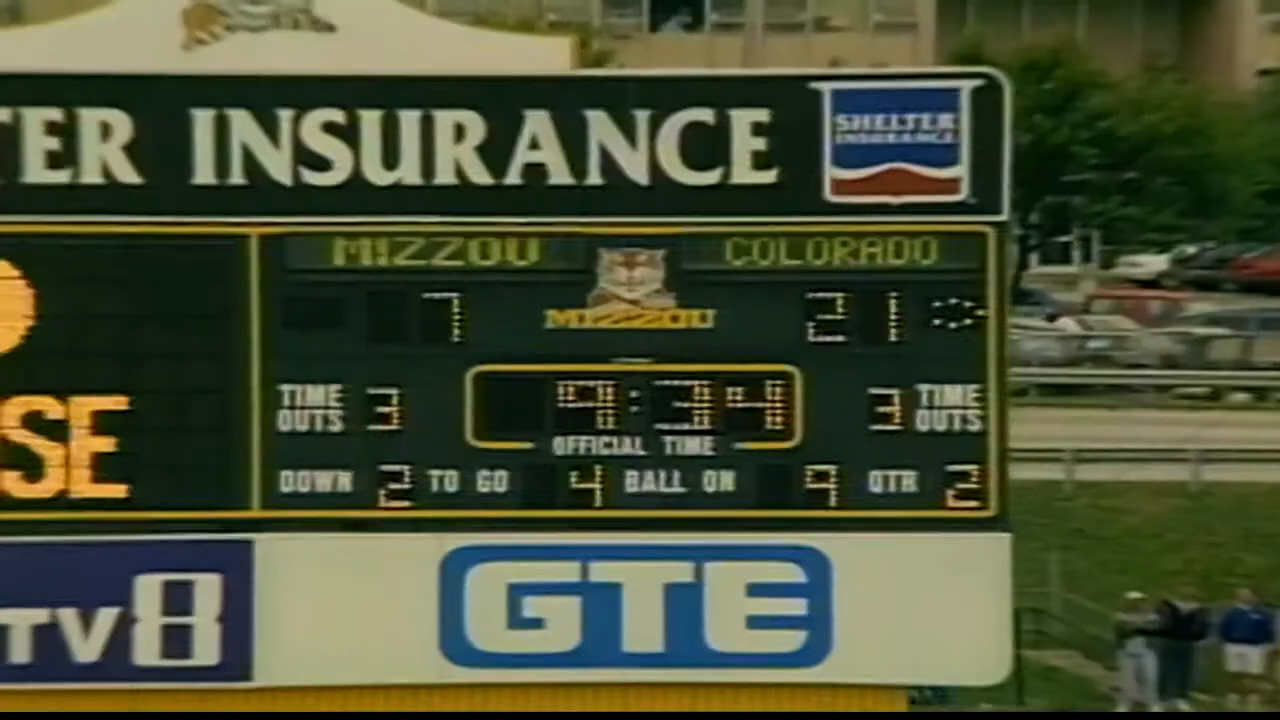 TER INSURANCE
SHELTER
INSURANCE
MIZZOU COLORADO
7 MIZZOU 21
TIME OUTS 3 9:34 3 TIME OUTS
OFFICIAL TIME
DOWN 2 TO GO 4 BALL ON 9 QTR 2
SE
TV8
GTE